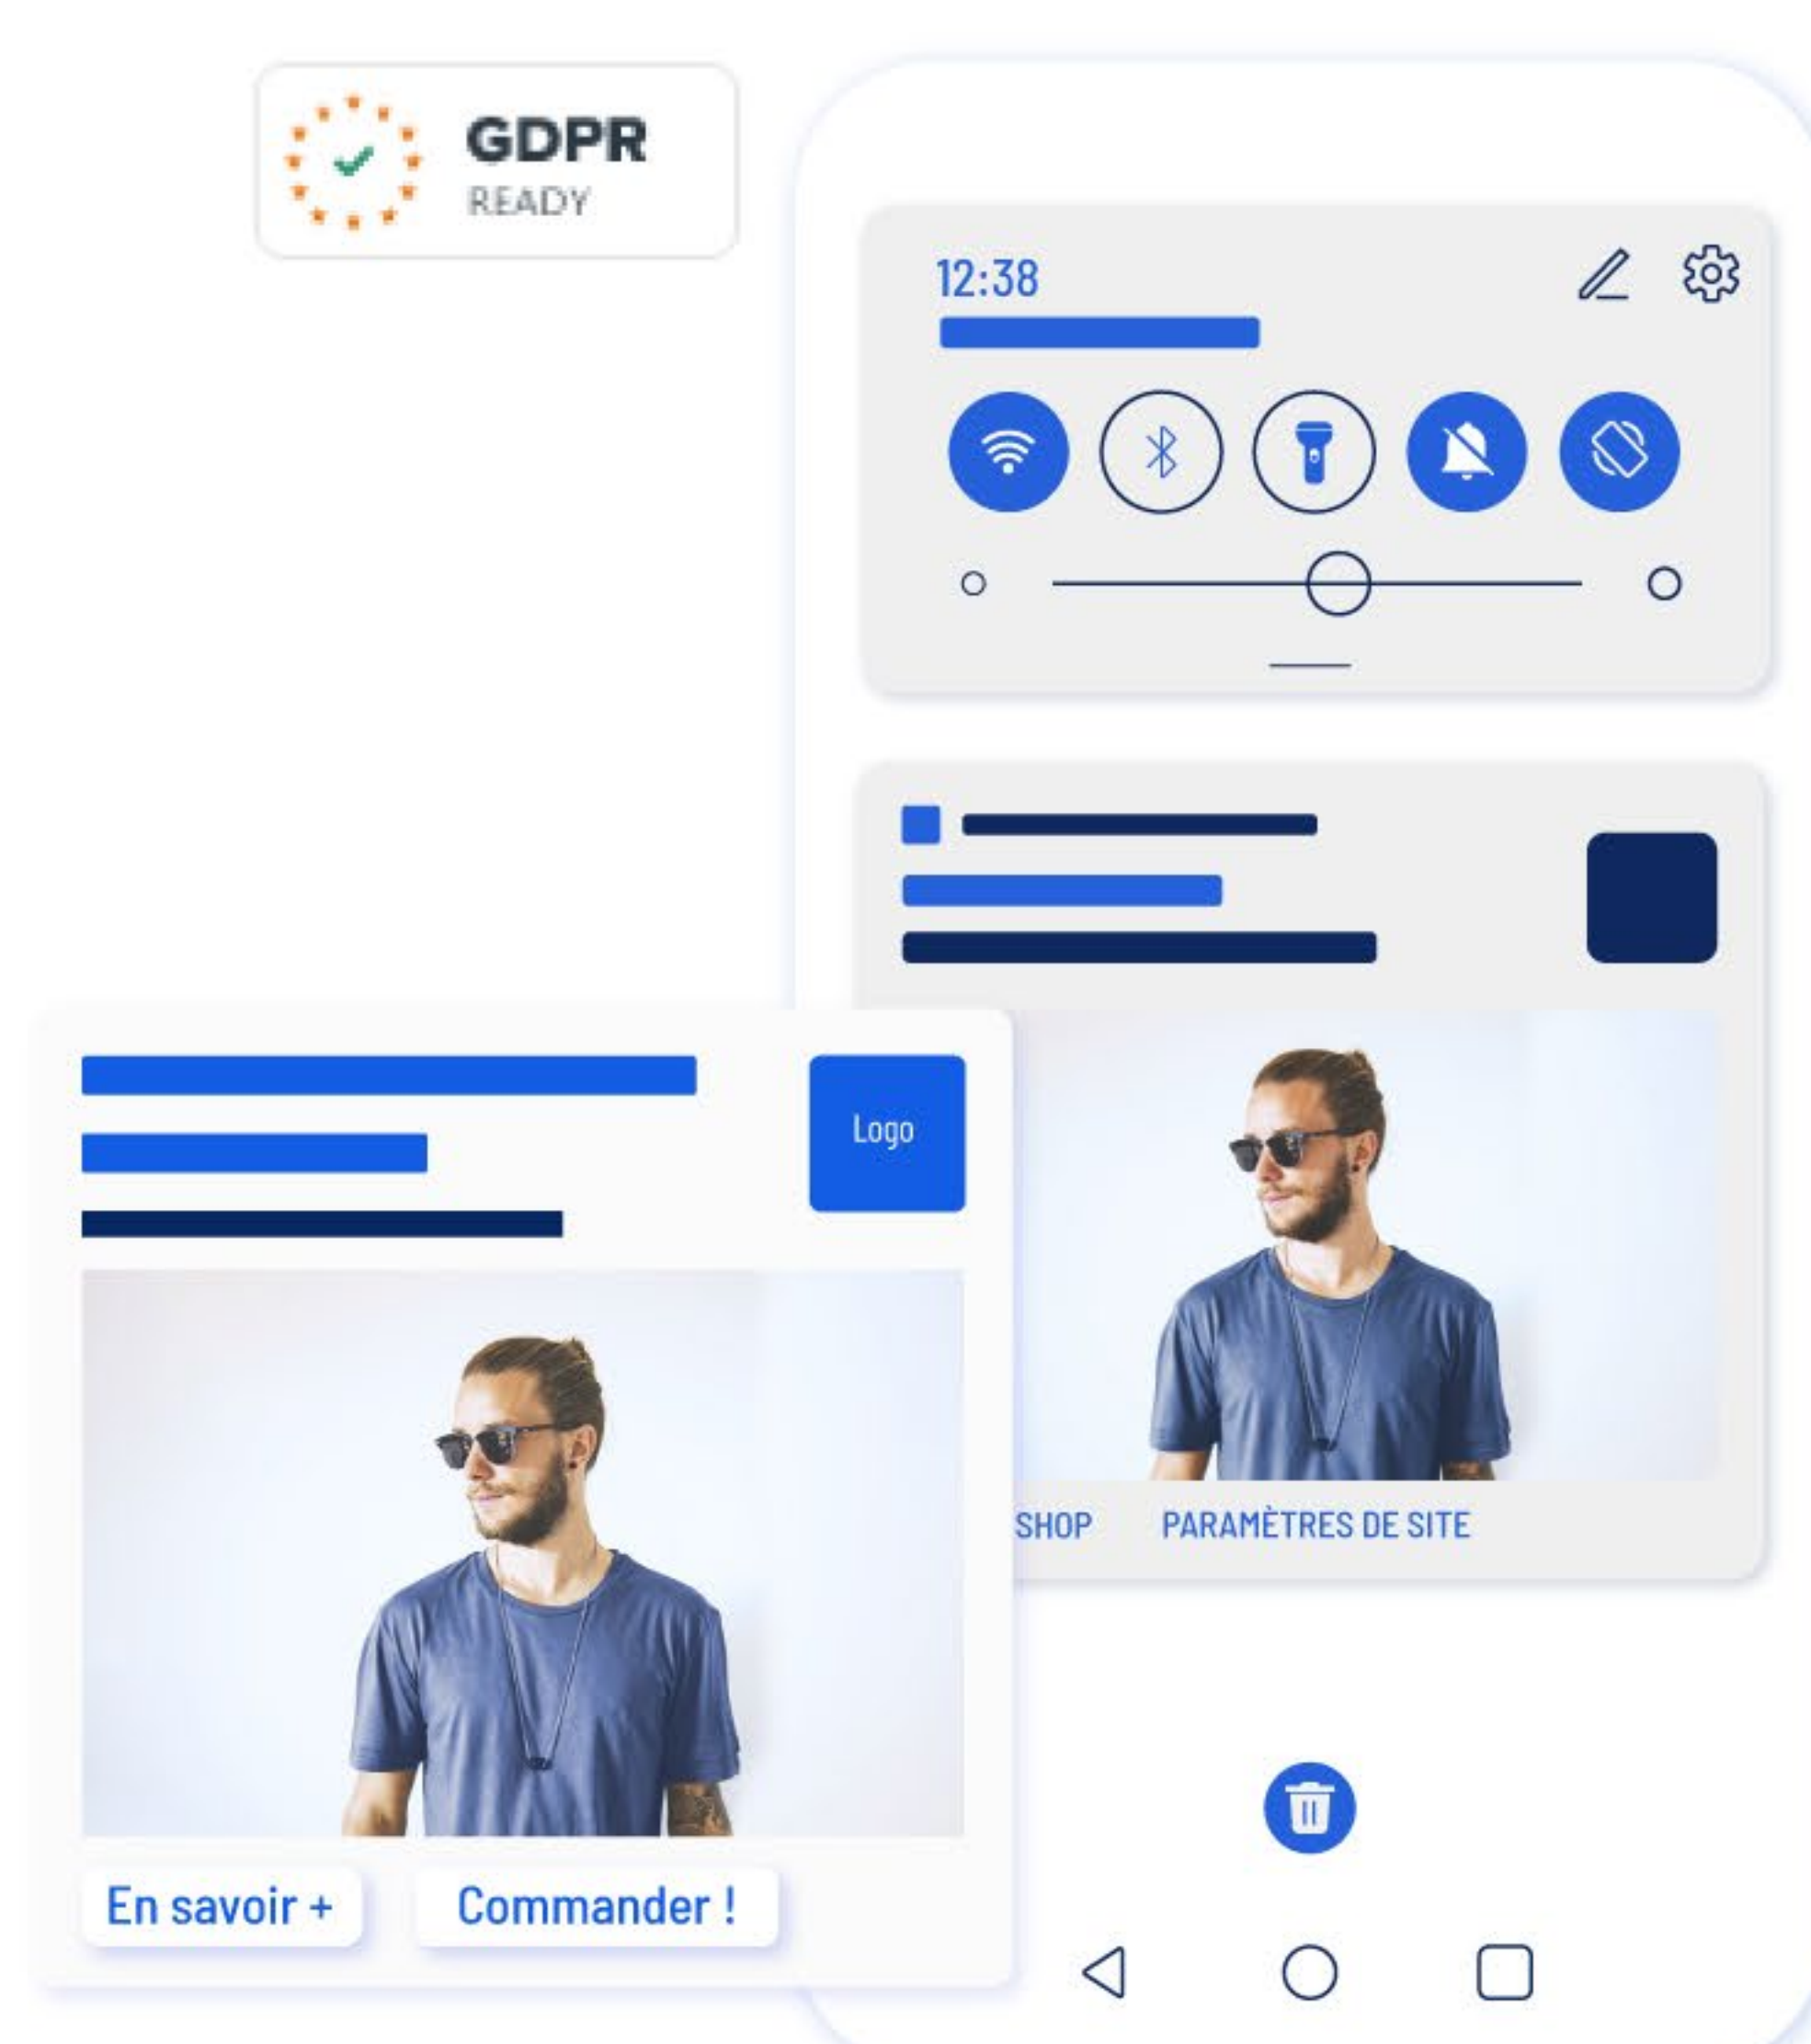 GDPR
READY
12:38
Logo
SHOP
PARAMÈTRES DE SITE
En savoir +
Commander !